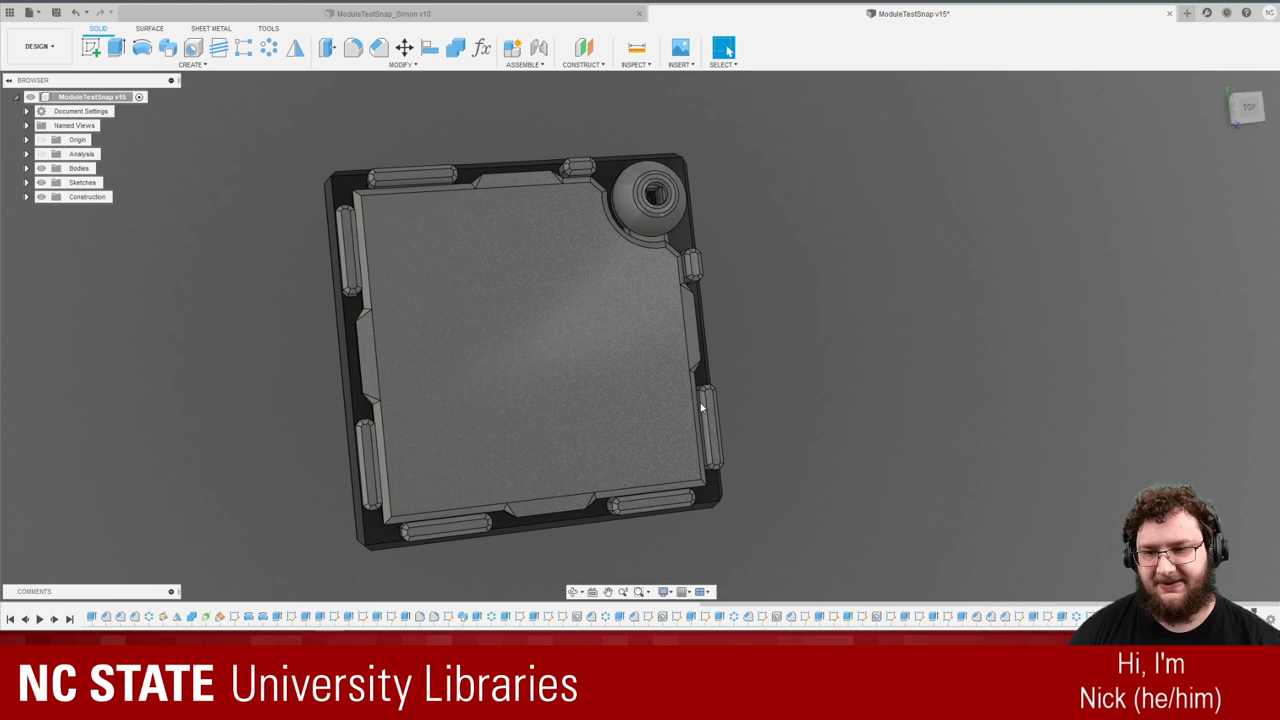 ModuleTestSnap_Simon v10
ModuleTestSnap v15*
NS
SOLID
SURFACE
SHEET METAL
TOOLS
DESIGN
CREATE
MODIFY
ASSEMBLE
CONSTRUCT
INSPECT
INSERT
SELECT
BROWSER
ModuleTestSnap v15
Document Settings
Named Views
Origin
Analysis
Bodies
Sketches
Construction
TOP
Y
Z
COMMENTS
NC STATE University Libraries
Hi, I'm
Nick (he/him)